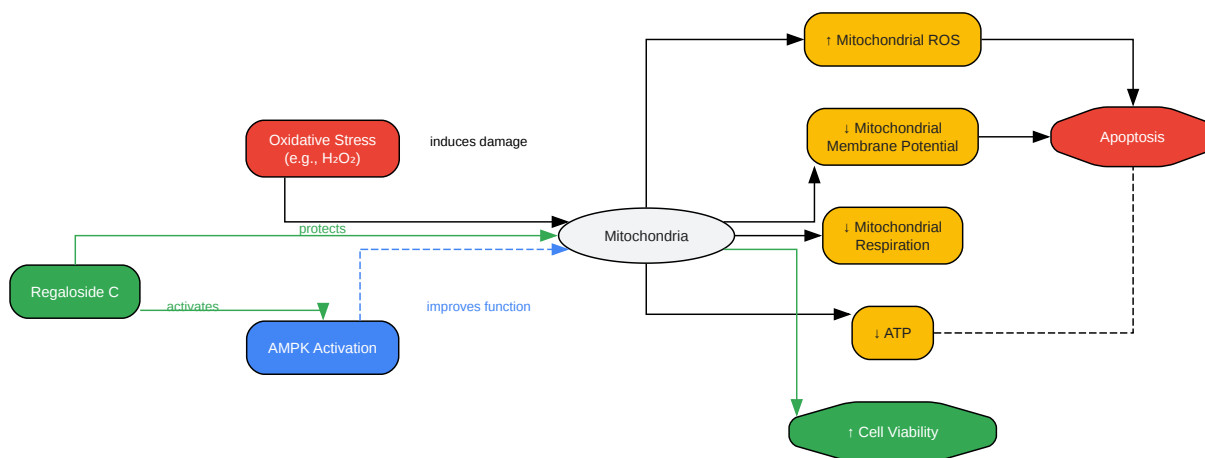 ↑ Mitochondrial ROS
Oxidative Stress
(e.g., H₂O₂)
induces damage
↓ Mitochondrial
Membrane Potential
Apoptosis
protects
Mitochondria
↓ Mitochondrial
Respiration
Regaloside C
activates
improves function
AMPK Activation
↓ ATP
↑ Cell Viability